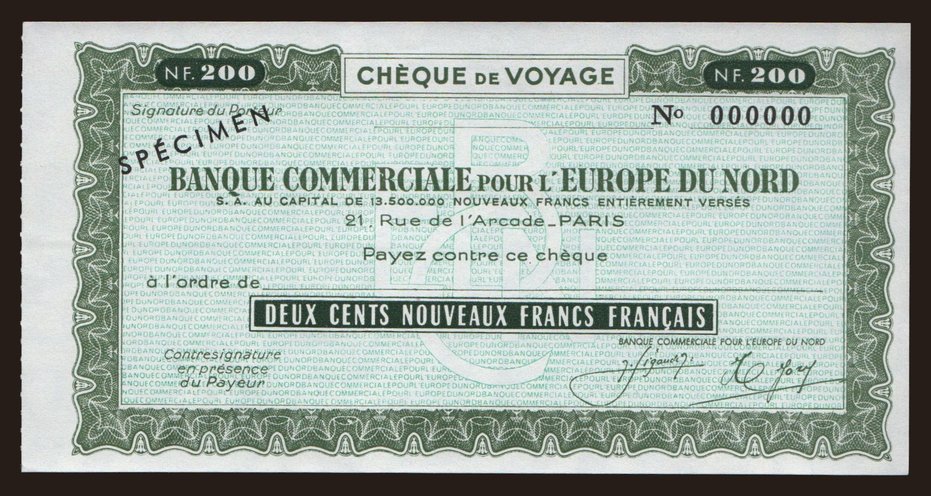 NF. 200
CHÈQUE DE VOYAGE
NF. 200
Signature du Porteur
Nº 000000
SPÉCIMEN
BANQUE COMMERCIALE POUR L'EUROPE DU NORD
S. A. AU CAPITAL DE 13.500.000 NOUVEAUX FRANCS ENTIÈREMENT VERSÉS
21, Rue de l'Arcade_PARIS
Payez contre ce chèque
à l'ordre de
DEUX CENTS NOUVEAUX FRANCS FRANÇAIS
BANQUE COMMERCIALE POUR L'EUROPE DU NORD
Contresignature
en présence
du Payeur